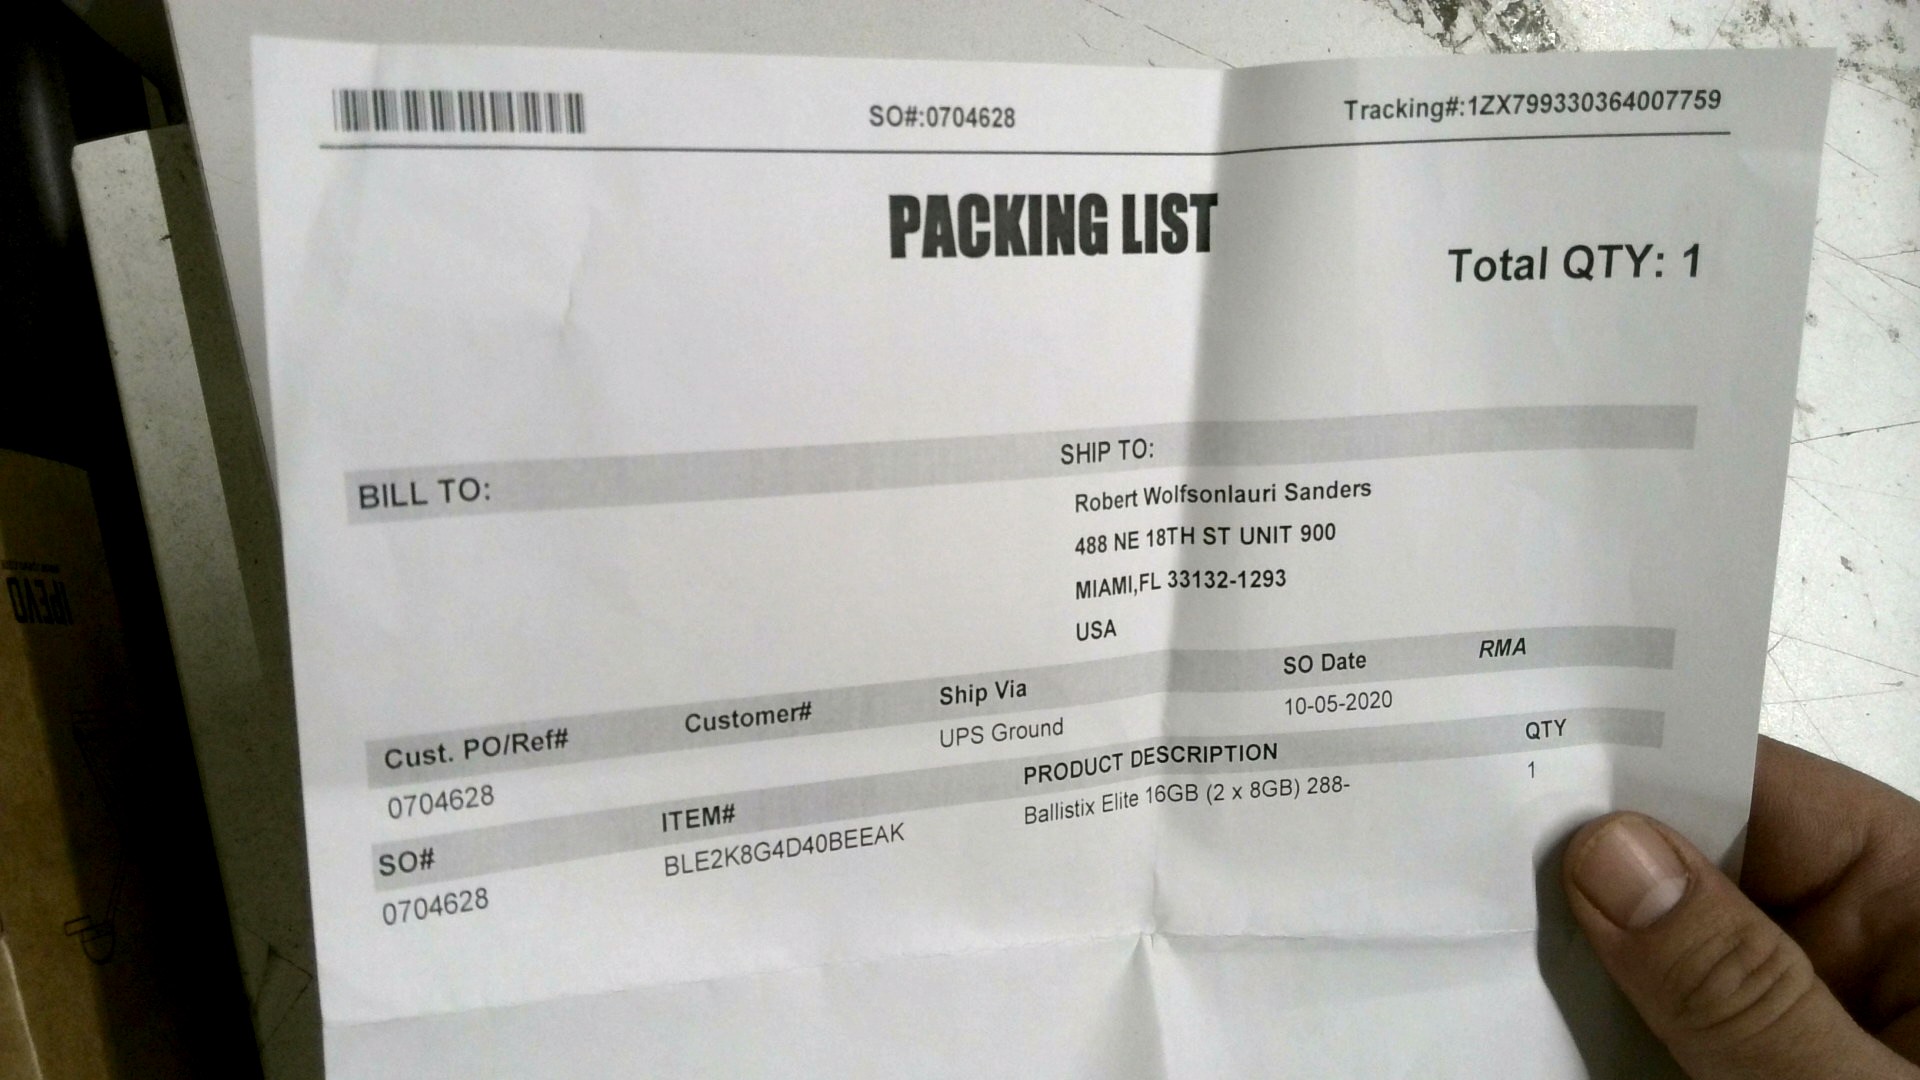 SO#:0704628
Tracking#:1ZX799330364007759
PACKING LIST
Total QTY: 1
BILL TO:
SHIP TO:
Robert Wolfsonlauri Sanders
488 NE 18TH ST UNIT 900
MIAMI,FL 33132-1293
USA
Cust. PO/Ref# Customer# Ship Via SO Date RMA
0704628 UPS Ground 10-05-2020
SO# ITEM# PRODUCT DESCRIPTION QTY
0704628 BLE2K8G4D40BEEAK Ballistix Elite 16GB (2 x 8GB) 288- 1
IPEVO